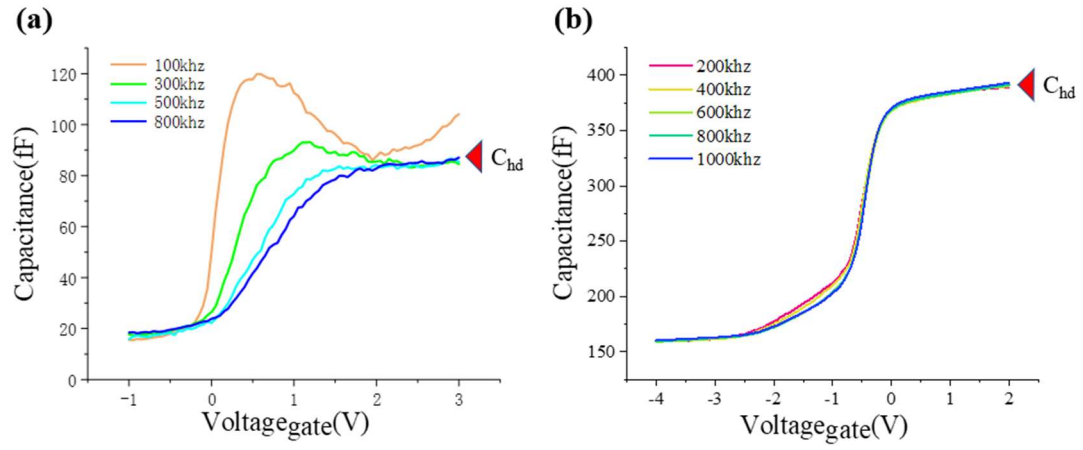 (a)
100khz
300khz
500khz
800khz
Capacitance(fF)
120
100
80
60
40
20
0
-1
0
1
2
3
Voltagegate(V)
Chd
(b)
200khz
400khz
600khz
800khz
1000khz
Capacitance(fF)
400
350
300
250
200
150
-4
-3
-2
-1
0
1
2
Voltagegate(V)
Chd